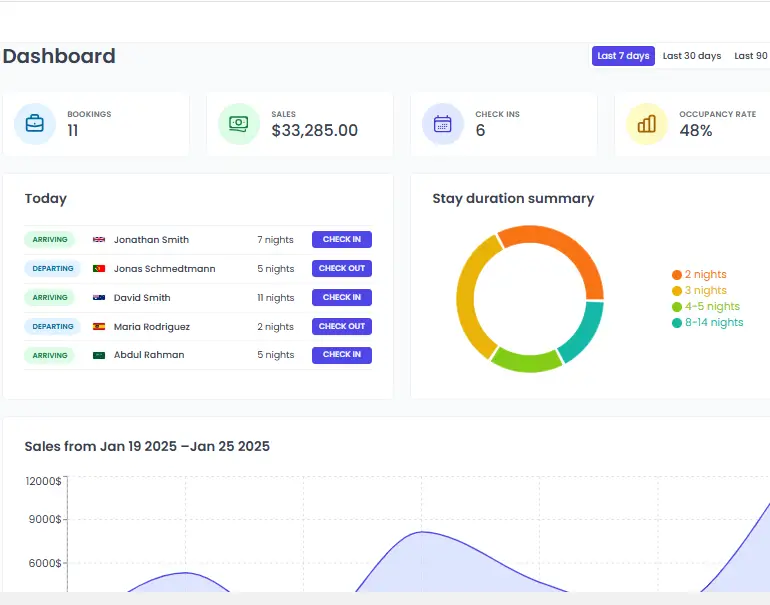 Dashboard
Last 7 days Last 30 days Last 90
BOOKINGS
11
SALES
$33,285.00
CHECK INS
6
OCCUPANCY RATE
48%
Today
ARRIVING Jonathan Smith 7 nights CHECK IN
DEPARTING Jonas Schmedtmann 5 nights CHECK OUT
ARRIVING David Smith 11 nights CHECK IN
DEPARTING Maria Rodriguez 2 nights CHECK OUT
ARRIVING Abdul Rahman 5 nights CHECK IN
Stay duration summary
2 nights
3 nights
4-5 nights
8-14 nights
Sales from Jan 19 2025 –Jan 25 2025
12000$
9000$
6000$